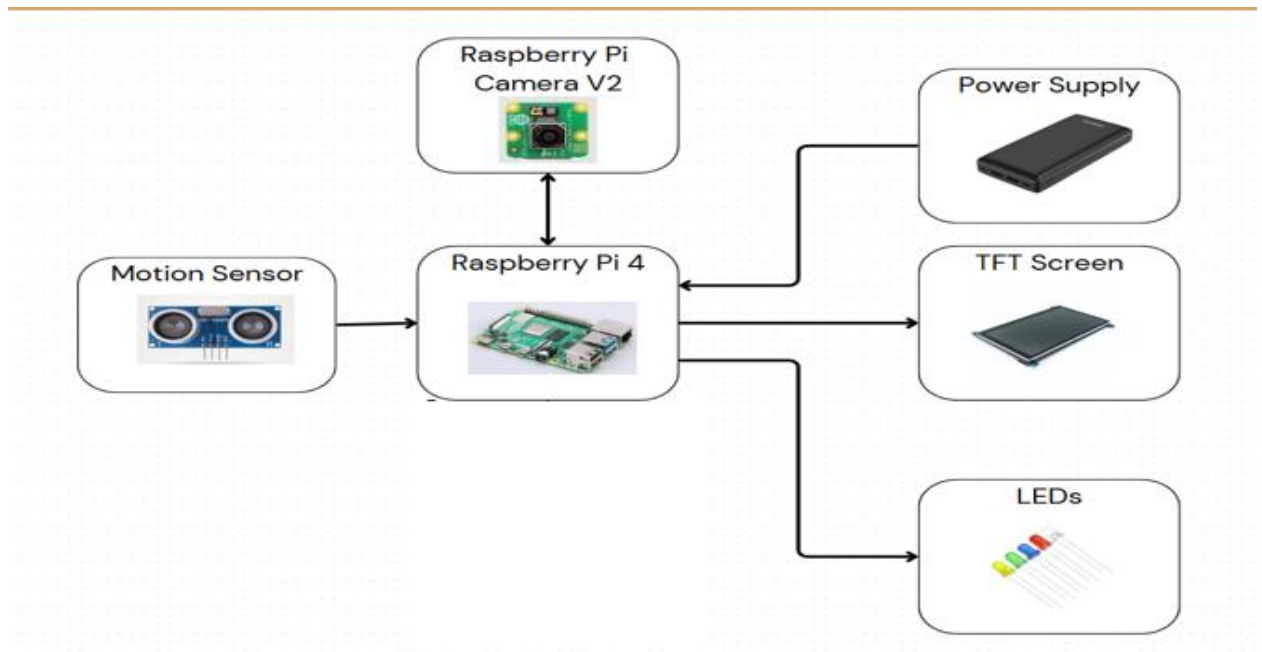 Raspberry Pi
Camera V2
Power Supply
Motion Sensor
Raspberry Pi 4
TFT Screen
LEDs